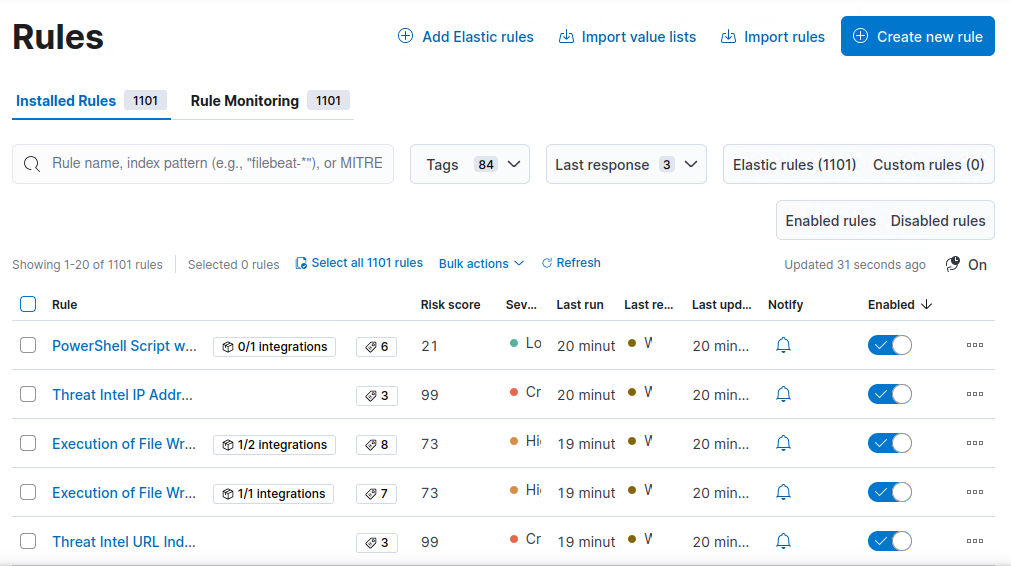 Rules
Add Elastic rules Import value lists Import rules Create new rule
Installed Rules 1101 Rule Monitoring 1101
Rule name, index pattern (e.g., "filebeat-*"), or MITRE
Tags 84 Last response 3 Elastic rules (1101) Custom rules (0)
Enabled rules Disabled rules
Showing 1-20 of 1101 rules Selected 0 rules Select all 1101 rules Bulk actions Refresh Updated 31 seconds ago On
Rule Risk score Sev... Last run Last re... Last upd... Notify Enabled
PowerShell Script w... 0/1 integrations 6 21 Lo 20 minut W 20 min...
Threat Intel IP Addr... 3 99 Cr 20 minut W 20 min...
Execution of File Wr... 1/2 integrations 8 73 Hi 19 minut W 20 min...
Execution of File Wr... 1/1 integrations 7 73 Hi 19 minut W 20 min...
Threat Intel URL Ind... 3 99 Cr 19 minut W 20 min...